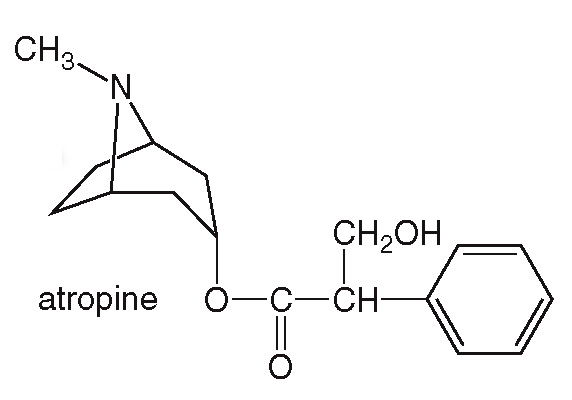 CH₃
N
CH₂OH
atropine O C CH
O